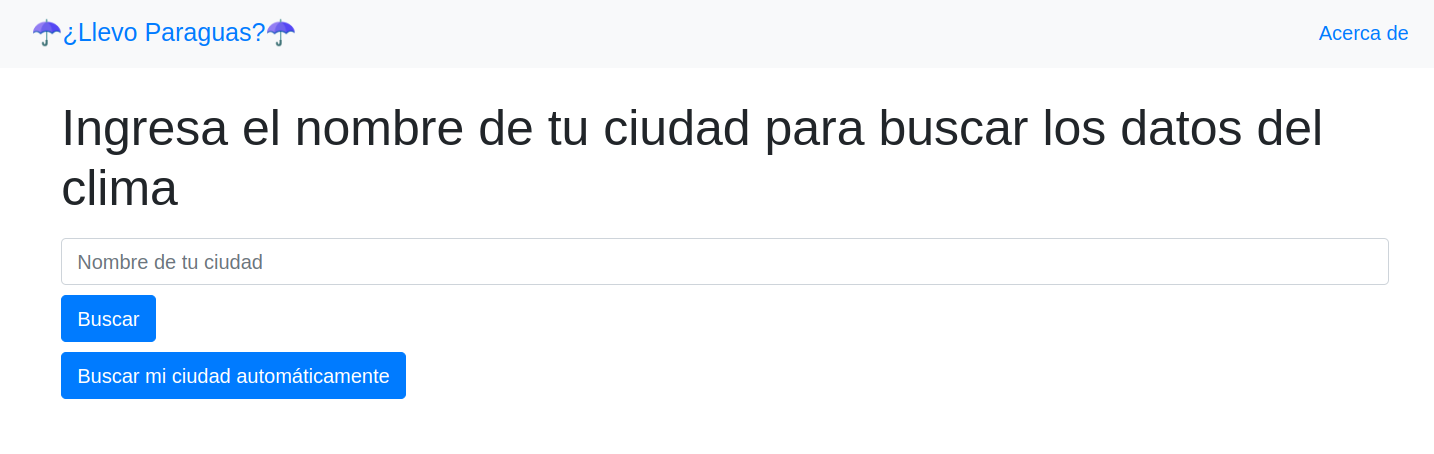 ☂¿Llevo Paraguas?☂
Acerca de
Ingresa el nombre de tu ciudad para buscar los datos del
clima
Nombre de tu ciudad
Buscar
Buscar mi ciudad automáticamente